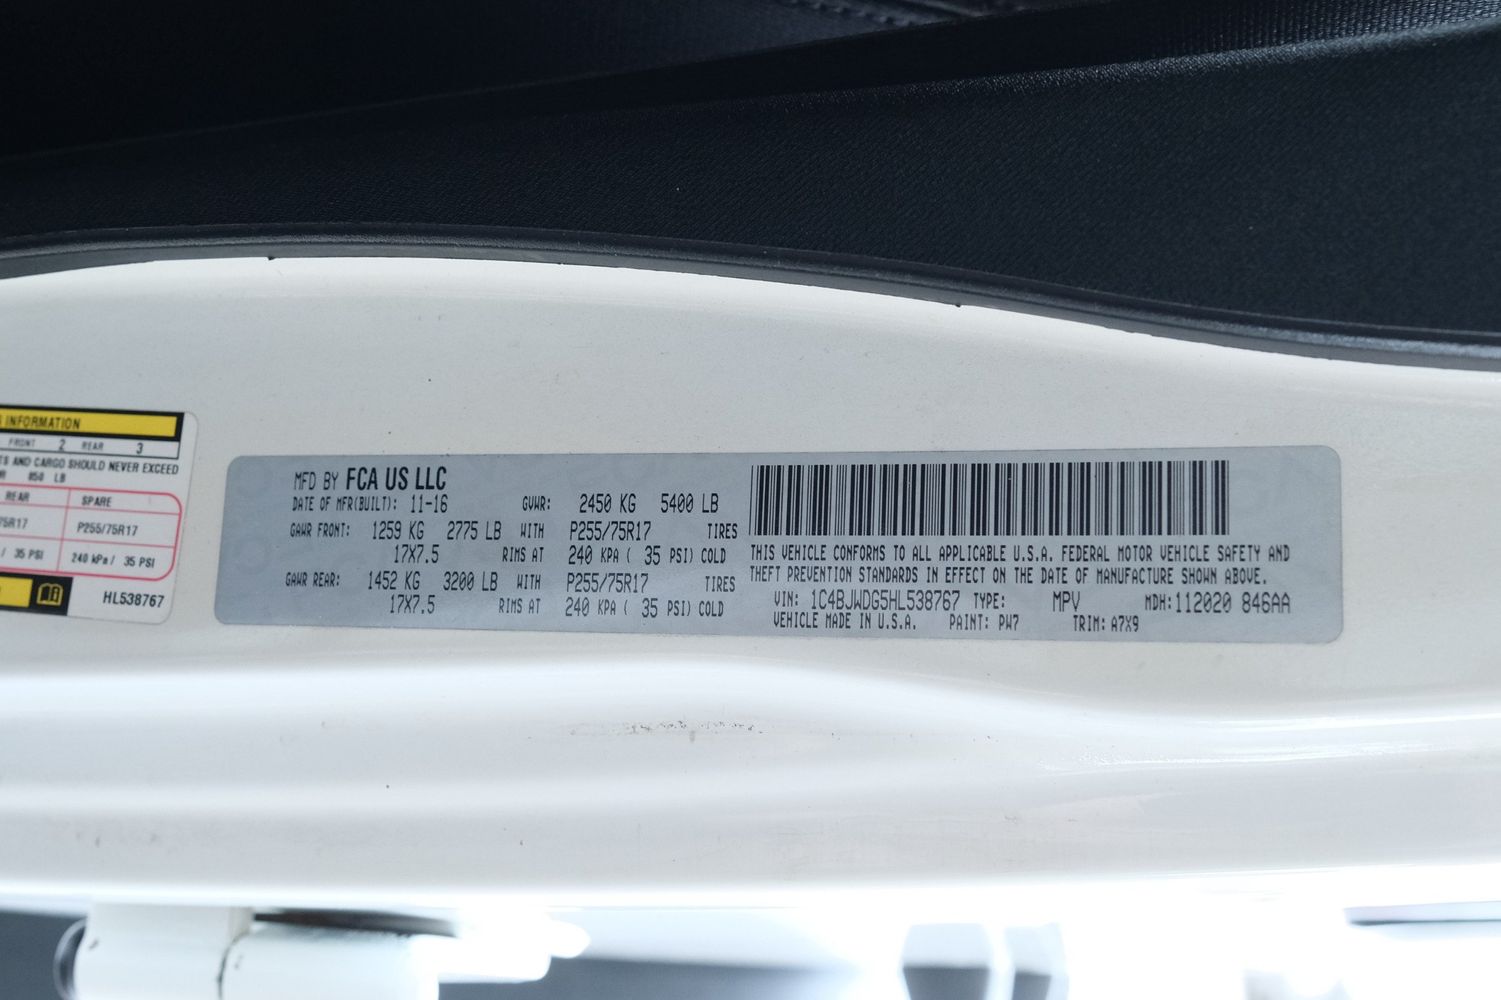 INFORMATION
FRONT 2 REAR 3
AND CARGO SHOULD NEVER EXCEED
850 LB
REAR SPARE
75R17 P255/75R17
/ 35 PSI 240 kPa / 35 PSI
HL538767
MFD BY FCA US LLC
DATE OF MFR(BUILT): 11-16 GVWR: 2450 KG 5400 LB
GAWR FRONT: 1259 KG 2775 LB WITH P255/75R17 TIRES
17X7.5 RIMS AT 240 KPA ( 35 PSI) COLD
GAWR REAR: 1452 KG 3200 LB WITH P255/75R17 TIRES
17X7.5 RIMS AT 240 KPA ( 35 PSI) COLD
THIS VEHICLE CONFORMS TO ALL APPLICABLE U.S.A. FEDERAL MOTOR VEHICLE SAFETY AND
THEFT PREVENTION STANDARDS IN EFFECT ON THE DATE OF MANUFACTURE SHOWN ABOVE.
VIN: 1C4BJWDG5HL538767 TYPE: MPV MDH:112020 846AA
VEHICLE MADE IN U.S.A. PAINT: PW7 TRIM: A7X9